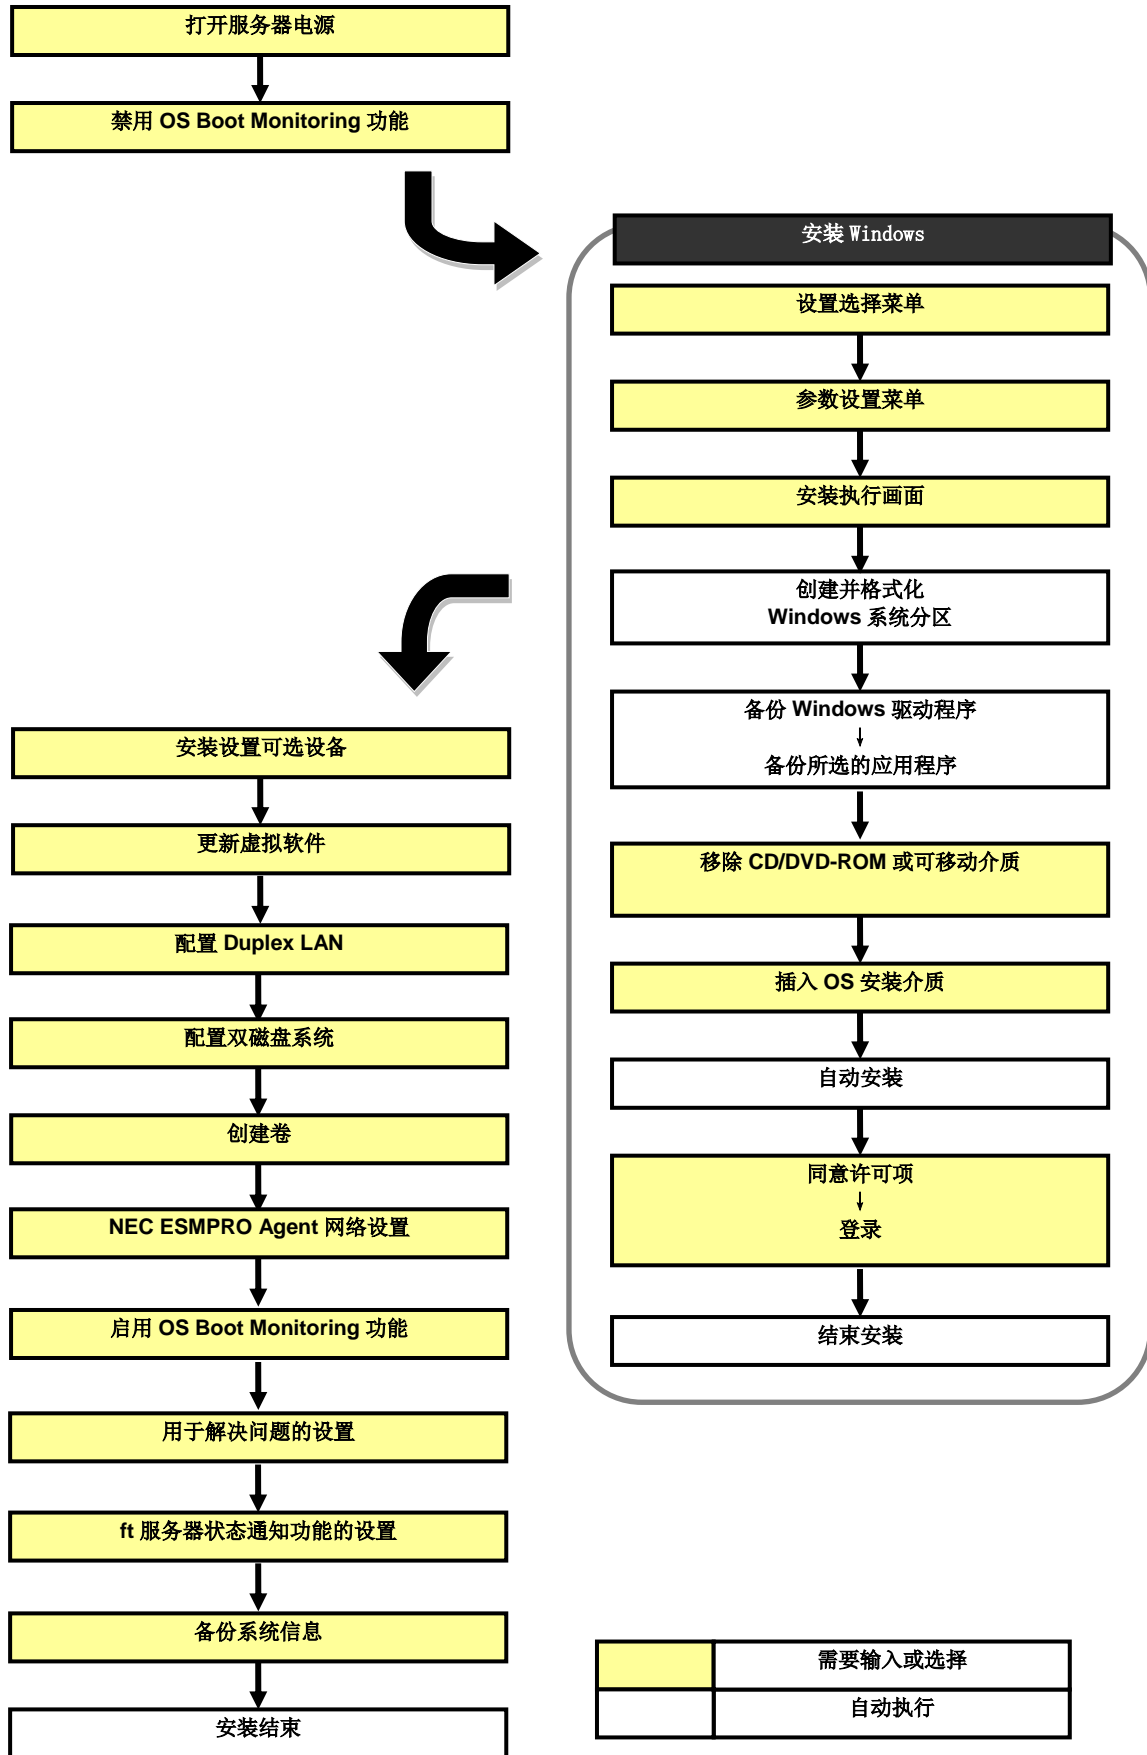 打开服务器电源
禁用 OS Boot Monitoring 功能
安装 Windows
设置选择菜单
参数设置菜单
安装执行画面
创建并格式化
Windows 系统分区
备份 Windows 驱动程序
↓
备份所选的应用程序
移除 CD/DVD-ROM 或可移动介质
插入 OS 安装介质
自动安装
同意许可项
↓
登录
结束安装
安装设置可选设备
更新虚拟软件
配置 Duplex LAN
配置双磁盘系统
创建卷
NEC ESMPRO Agent 网络设置
启用 OS Boot Monitoring 功能
用于解决问题的设置
ft 服务器状态通知功能的设置
备份系统信息
安装结束
需要输入或选择
自动执行